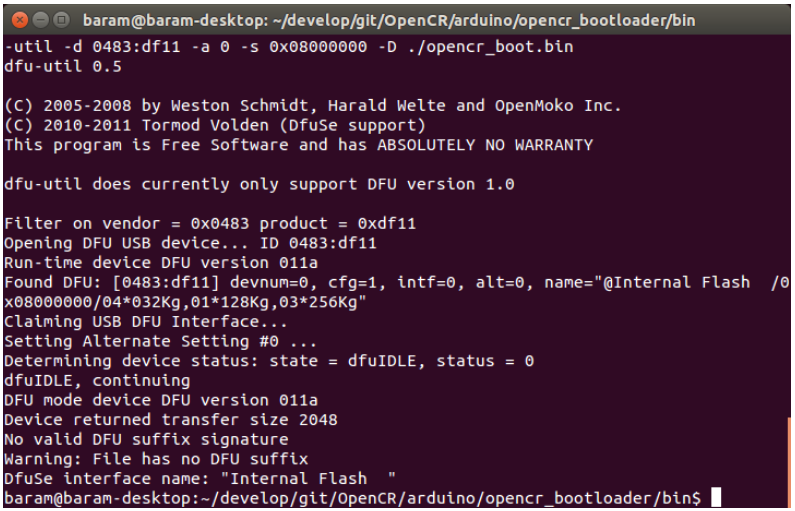 baram@baram-desktop: ~/develop/git/OpenCR/arduino/opencr_bootloader/bin
-util -d 0483:df11 -a 0 -s 0x08000000 -D ./opencr_boot.bin
dfu-util 0.5
(C) 2005-2008 by Weston Schmidt, Harald Welte and OpenMoko Inc.
(C) 2010-2011 Tormod Volden (DfuSe support)
This program is Free Software and has ABSOLUTELY NO WARRANTY
dfu-util does currently only support DFU version 1.0
Filter on vendor = 0x0483 product = 0xdf11
Opening DFU USB device... ID 0483:df11
Run-time device DFU version 011a
Found DFU: [0483:df11] devnum=0, cfg=1, intf=0, alt=0, name="@Internal Flash  /0
x08000000/04*032Kg,01*128Kg,03*256Kg"
Claiming USB DFU Interface...
Setting Alternate Setting #0 ...
Determining device status: state = dfuIDLE, status = 0
dfuIDLE, continuing
DFU mode device DFU version 011a
Device returned transfer size 2048
No valid DFU suffix signature
Warning: File has no DFU suffix
DfuSe interface name: "Internal Flash  "
baram@baram-desktop:~/develop/git/OpenCR/arduino/opencr_bootloader/bin$